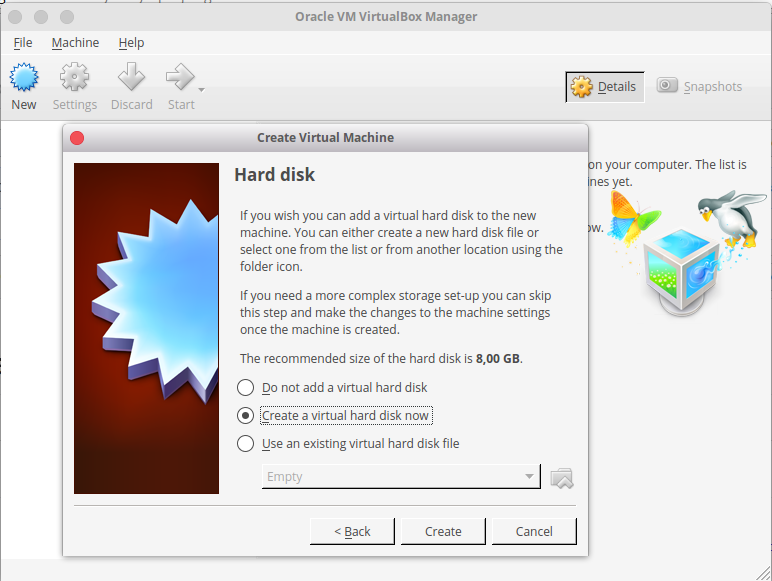 Oracle VM VirtualBox Manager
File Machine Help
New Settings Discard Start
Details Snapshots
Create Virtual Machine
on your computer. The list is
ines yet.
ow.
Hard disk
If you wish you can add a virtual hard disk to the new
machine. You can either create a new hard disk file or
select one from the list or from another location using the
folder icon.
If you need a more complex storage set-up you can skip
this step and make the changes to the machine settings
once the machine is created.
The recommended size of the hard disk is 8,00 GB.
Do not add a virtual hard disk
Create a virtual hard disk now
Use an existing virtual hard disk file
Empty
< Back Create Cancel